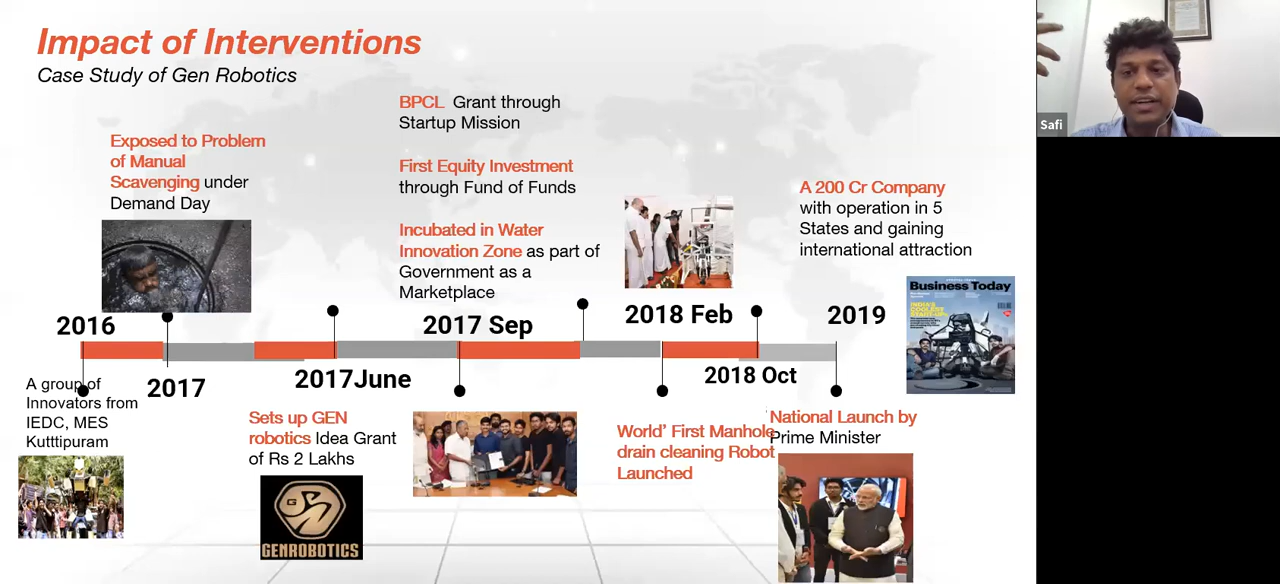 Impact of Interventions
Case Study of Gen Robotics
Exposed to Problem
of Manual
Scavenging under
Demand Day
BPCL Grant through
Startup Mission
First Equity Investment
through Fund of Funds
Incubated in Water
Innovation Zone as part of
Government as a
Marketplace
A 200 Cr Company
with operation in 5
States and gaining
international attraction
Business Today
INDIA'S
COOLEST
START-UPS
2016
2017 Sep
2018 Feb
2019
2017
2017June
2018 Oct
A group of
Innovators from
IEDC, MES
Kutttipuram
Sets up GEN
robotics Idea Grant
of Rs 2 Lakhs
GENROBOTICS
World' First Manhole
drain cleaning Robot
Launched
'National Launch by
Prime Minister
Safi